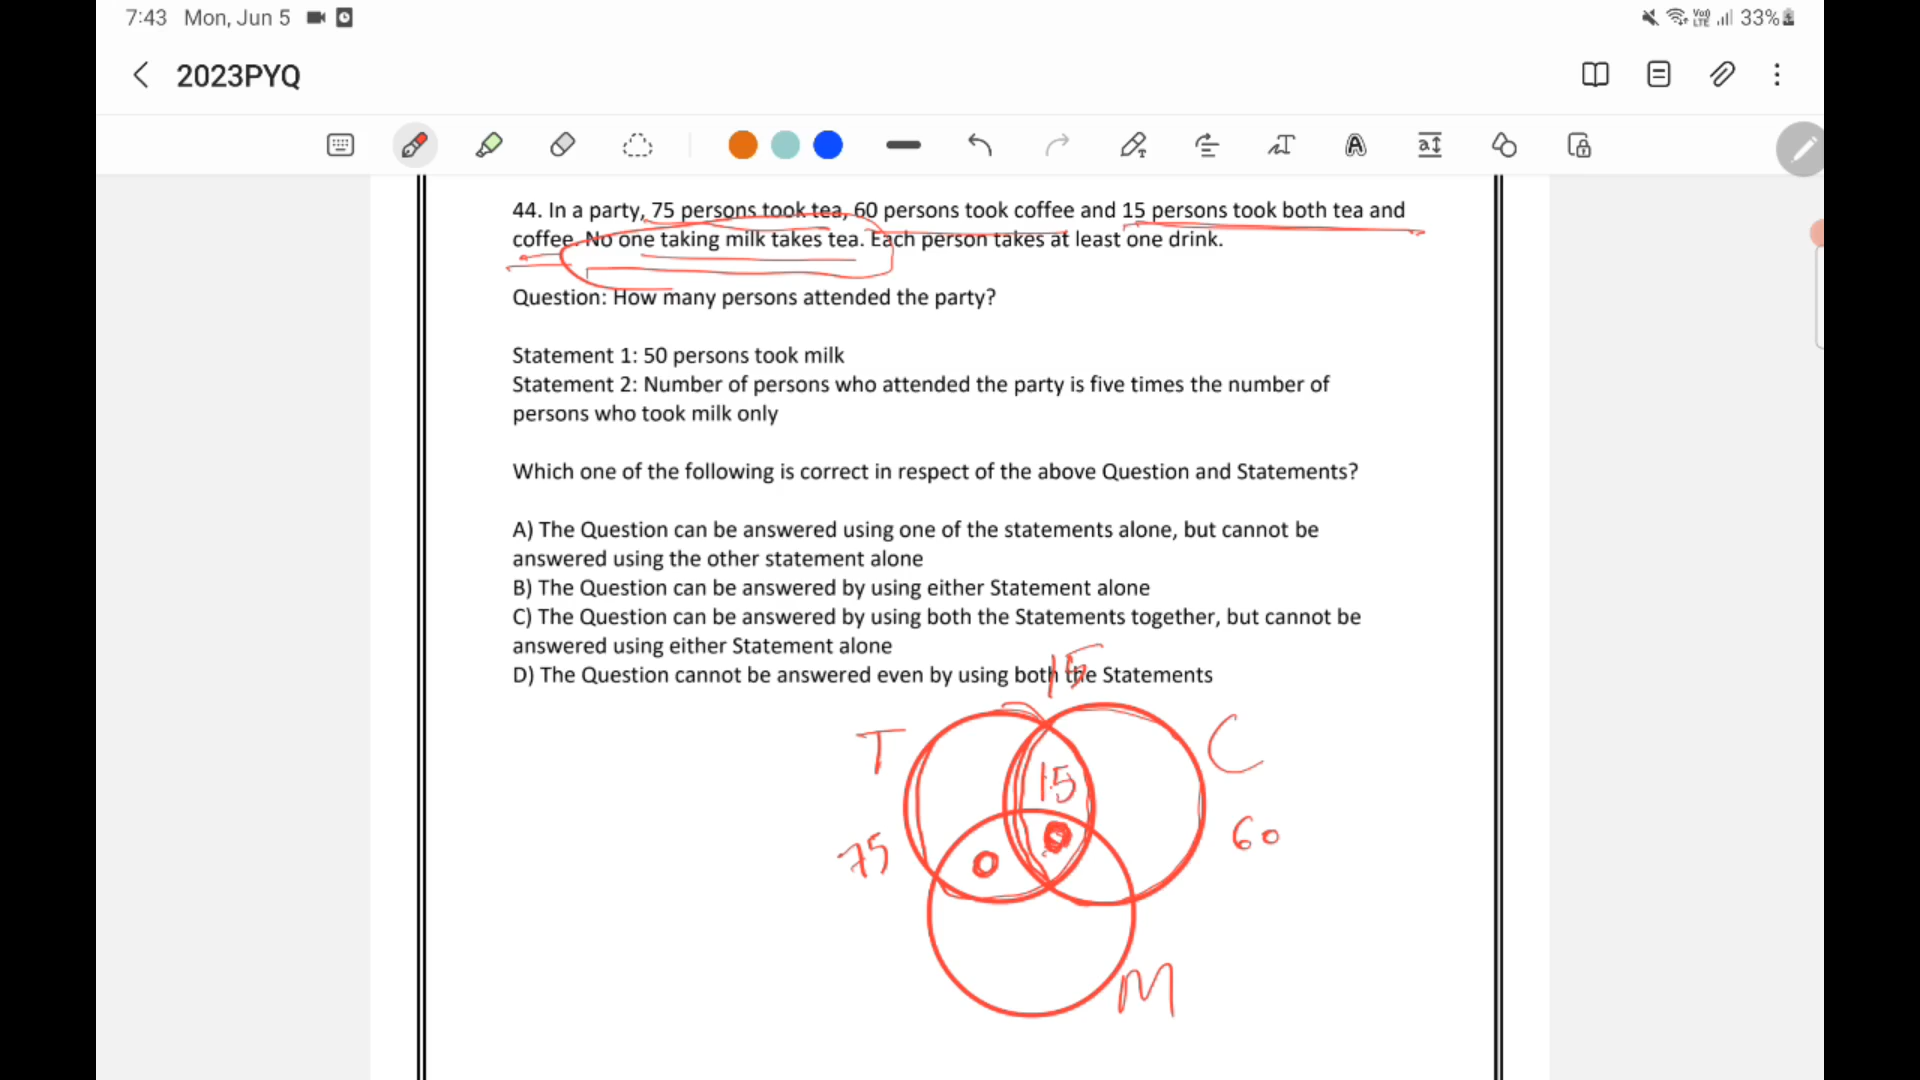 7:43 Mon, Jun 5
Vo)) LTE 33%
2023PYQ
44. In a party, 75 persons took tea, 60 persons took coffee and 15 persons took both tea and
coffee. No one taking milk takes tea. Each person takes at least one drink.
Question: How many persons attended the party?
Statement 1: 50 persons took milk
Statement 2: Number of persons who attended the party is five times the number of
persons who took milk only
Which one of the following is correct in respect of the above Question and Statements?
A) The Question can be answered using one of the statements alone, but cannot be
answered using the other statement alone
B) The Question can be answered by using either Statement alone
C) The Question can be answered by using both the Statements together, but cannot be
answered using either Statement alone
D) The Question cannot be answered even by using both the Statements
15
T
C
15
75
60
0
0
M